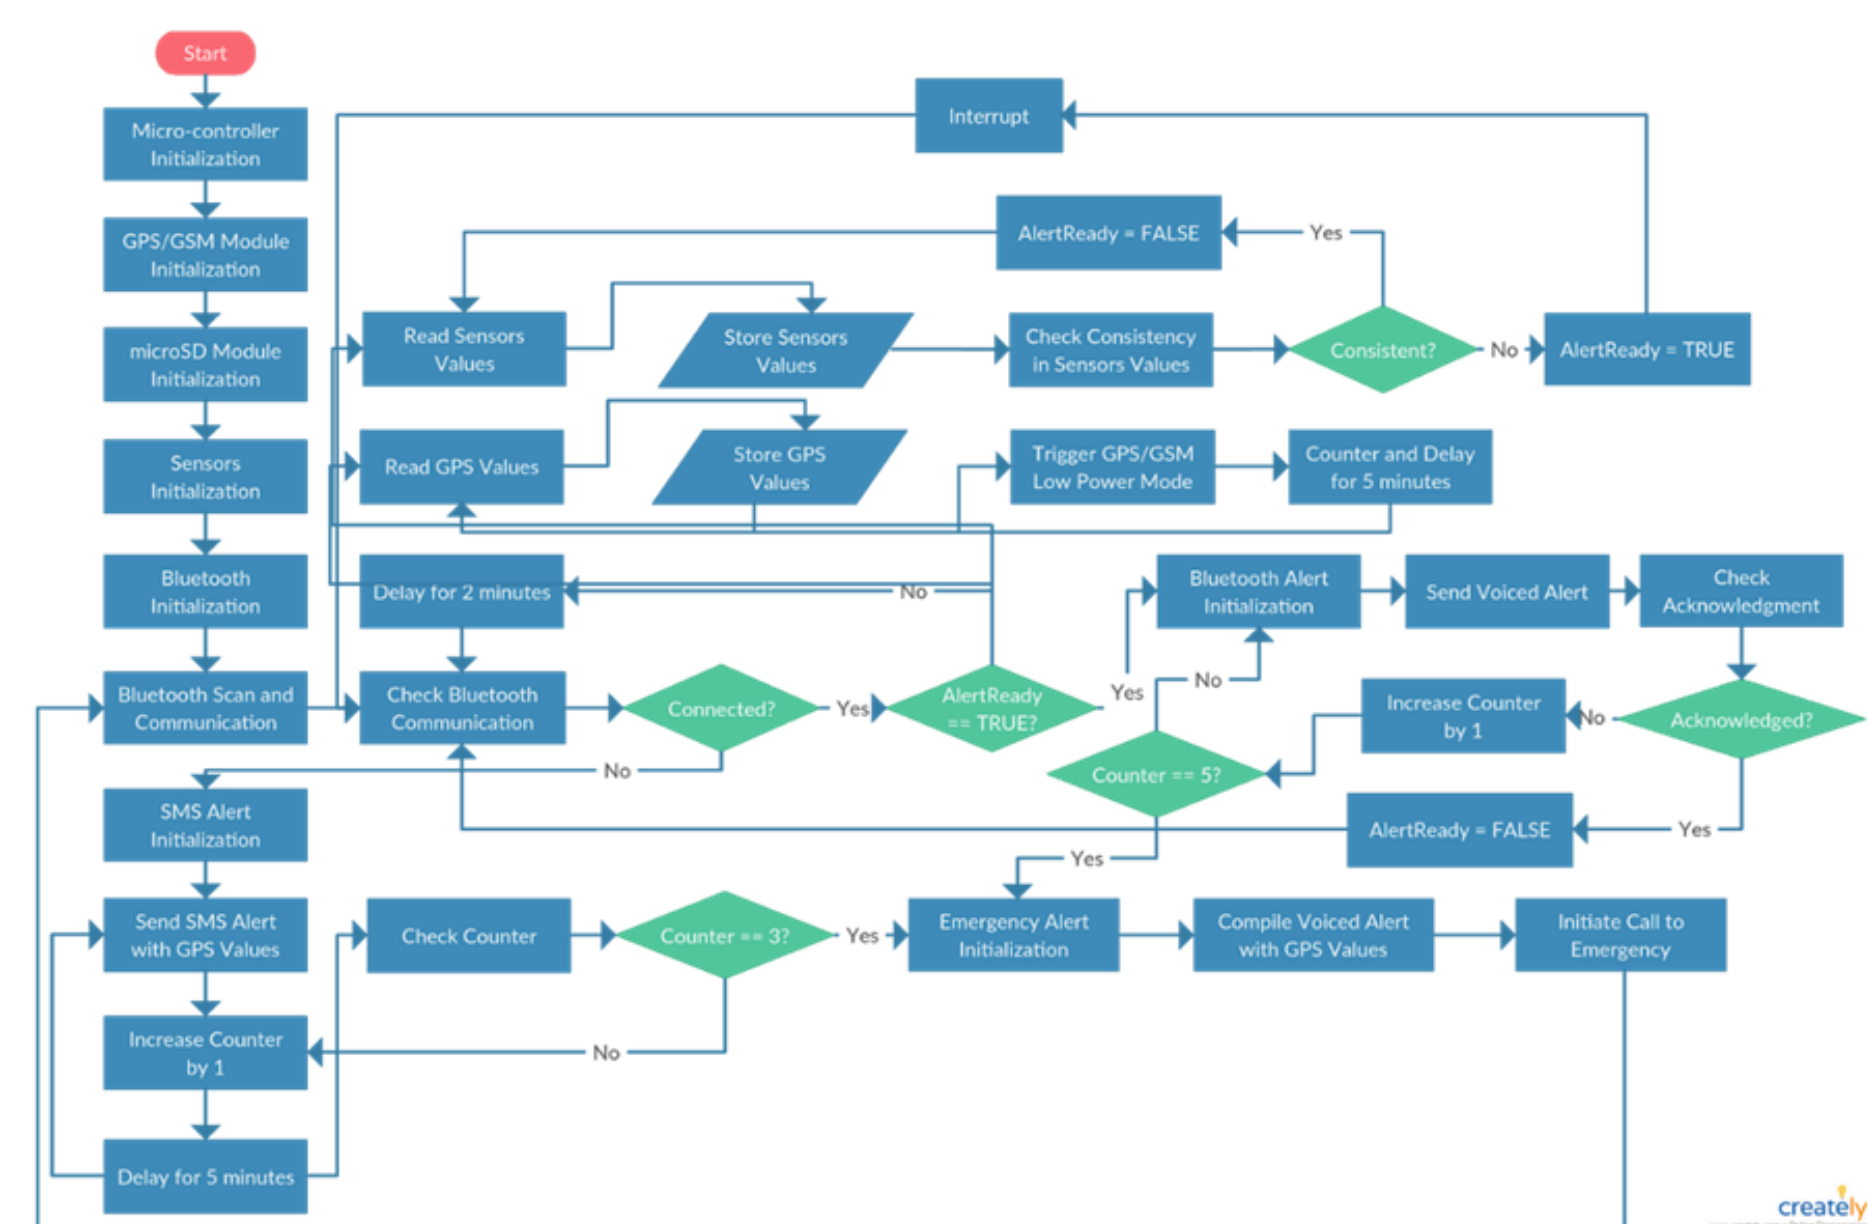 Start
Micro-controller
Initialization
Interrupt
GPS/GSM Module
Initialization
AlertReady = FALSE
Yes
microSD Module
Initialization
Read Sensors
Values
Store Sensors
Values
Check Consistency
in Sensors Values
Consistent?
No
AlertReady = TRUE
Sensors
Initialization
Read GPS Values
Store GPS
Values
Trigger GPS/GSM
Low Power Mode
Counter and Delay
for 5 minutes
Bluetooth
Initialization
Delay for 2 minutes
No
Bluetooth Alert
Initialization
Send Voiced Alert
Check
Acknowledgment
Bluetooth Scan and
Communication
Check Bluetooth
Communication
Connected?
Yes
AlertReady
== TRUE?
Yes
No
Increase Counter
by 1
No
Acknowledged?
No
Counter == 5?
SMS Alert
Initialization
AlertReady = FALSE
Yes
Yes
Send SMS Alert
with GPS Values
Check Counter
Counter == 3?
Yes
Emergency Alert
Initialization
Compile Voiced Alert
with GPS Values
Initiate Call to
Emergency
Increase Counter
by 1
No
Delay for 5 minutes
creately